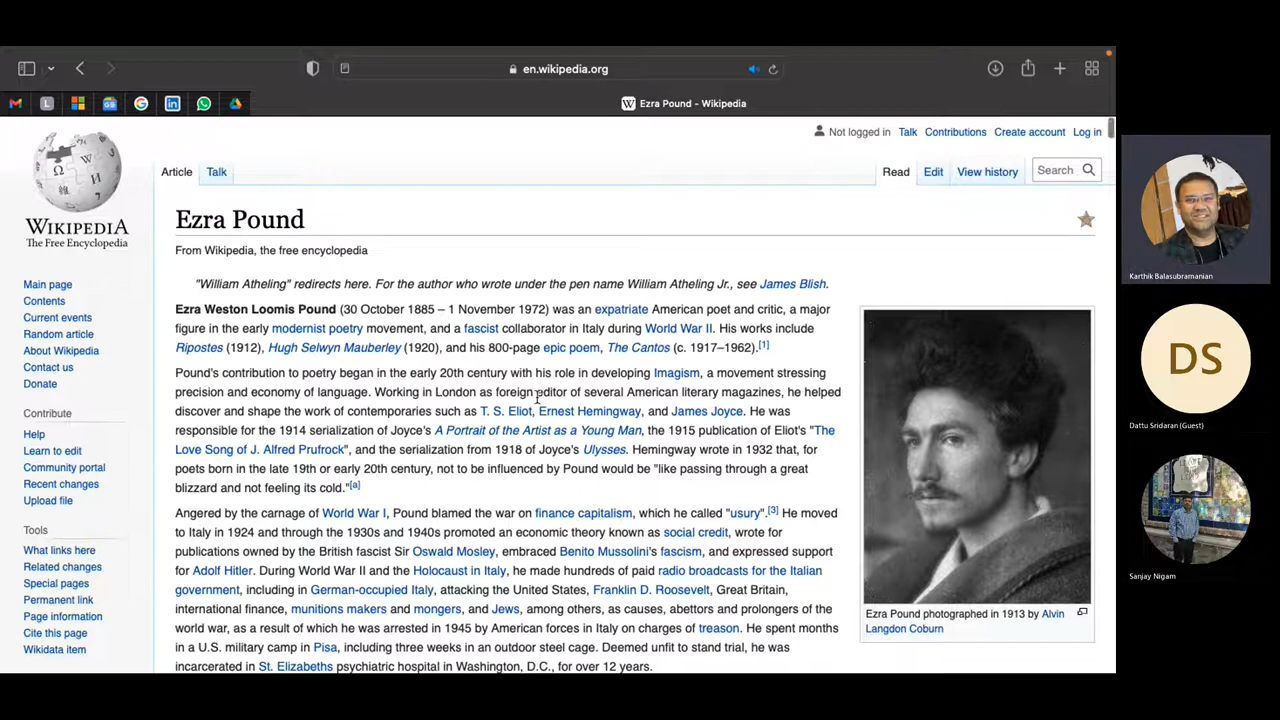 en.wikipedia.org
Ezra Pound - Wikipedia
Not logged in Talk Contributions Create account Log in
Article Talk
Read Edit View history Search
WIKIPEDIA
The Free Encyclopedia
Main page
Contents
Current events
Random article
About Wikipedia
Contact us
Donate
Contribute
Help
Learn to edit
Community portal
Recent changes
Upload file
Tools
What links here
Related changes
Special pages
Permanent link
Page information
Cite this page
Wikidata item
Ezra Pound
From Wikipedia, the free encyclopedia
"William Atheling" redirects here. For the author who wrote under the pen name William Atheling Jr., see James Blish.
Ezra Weston Loomis Pound (30 October 1885 – 1 November 1972) was an expatriate American poet and critic, a major
figure in the early modernist poetry movement, and a fascist collaborator in Italy during World War II. His works include
Ripostes (1912), Hugh Selwyn Mauberley (1920), and his 800-page epic poem, The Cantos (c. 1917–1962).[1]
Pound's contribution to poetry began in the early 20th century with his role in developing Imagism, a movement stressing
precision and economy of language. Working in London as foreign editor of several American literary magazines, he helped
discover and shape the work of contemporaries such as T. S. Eliot, Ernest Hemingway, and James Joyce. He was
responsible for the 1914 serialization of Joyce's A Portrait of the Artist as a Young Man, the 1915 publication of Eliot's "The
Love Song of J. Alfred Prufrock", and the serialization from 1918 of Joyce's Ulysses. Hemingway wrote in 1932 that, for
poets born in the late 19th or early 20th century, not to be influenced by Pound would be "like passing through a great
blizzard and not feeling its cold."[a]
Angered by the carnage of World War I, Pound blamed the war on finance capitalism, which he called "usury".[3] He moved
to Italy in 1924 and through the 1930s and 1940s promoted an economic theory known as social credit, wrote for
publications owned by the British fascist Sir Oswald Mosley, embraced Benito Mussolini's fascism, and expressed support
for Adolf Hitler. During World War II and the Holocaust in Italy, he made hundreds of paid radio broadcasts for the Italian
government, including in German-occupied Italy, attacking the United States, Franklin D. Roosevelt, Great Britain,
international finance, munitions makers and mongers, and Jews, among others, as causes, abettors and prolongers of the
world war, as a result of which he was arrested in 1945 by American forces in Italy on charges of treason. He spent months
in a U.S. military camp in Pisa, including three weeks in an outdoor steel cage. Deemed unfit to stand trial, he was
incarcerated in St. Elizabeths psychiatric hospital in Washington, D.C., for over 12 years.
Ezra Pound photographed in 1913 by Alvin
Langdon Coburn
Karthik Balasubramanian
DS
Dattu Sridaran (Guest)
Sanjay Nigam